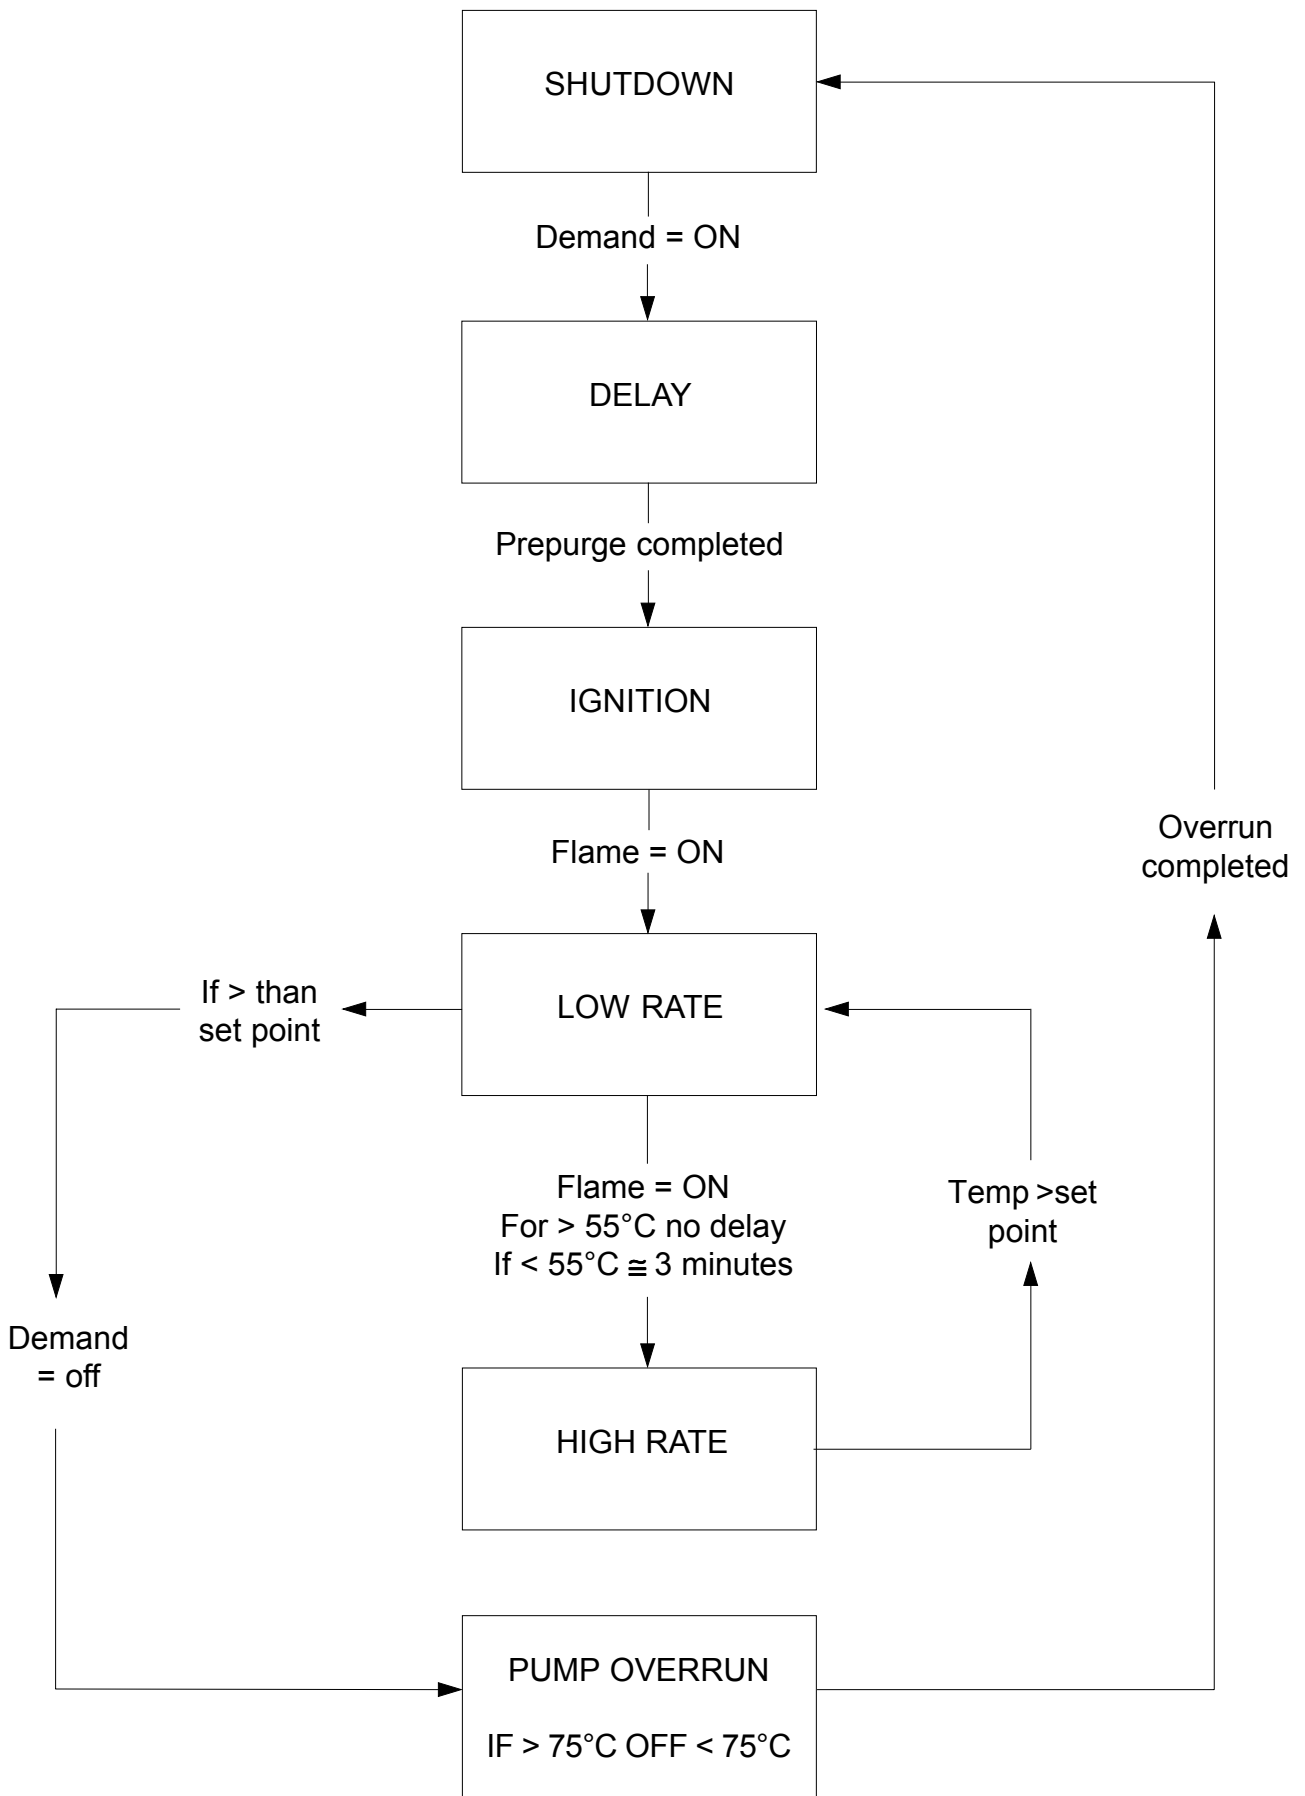 SHUTDOWN
Demand = ON
DELAY
Prepurge completed
IGNITION
Overrun
completed
Flame = ON
If > than
set point
LOW RATE
Flame = ON
For > 55°C no delay
If < 55°C ≅ 3 minutes
Temp >set
point
Demand
= off
HIGH RATE
PUMP OVERRUN
IF > 75°C OFF < 75°C